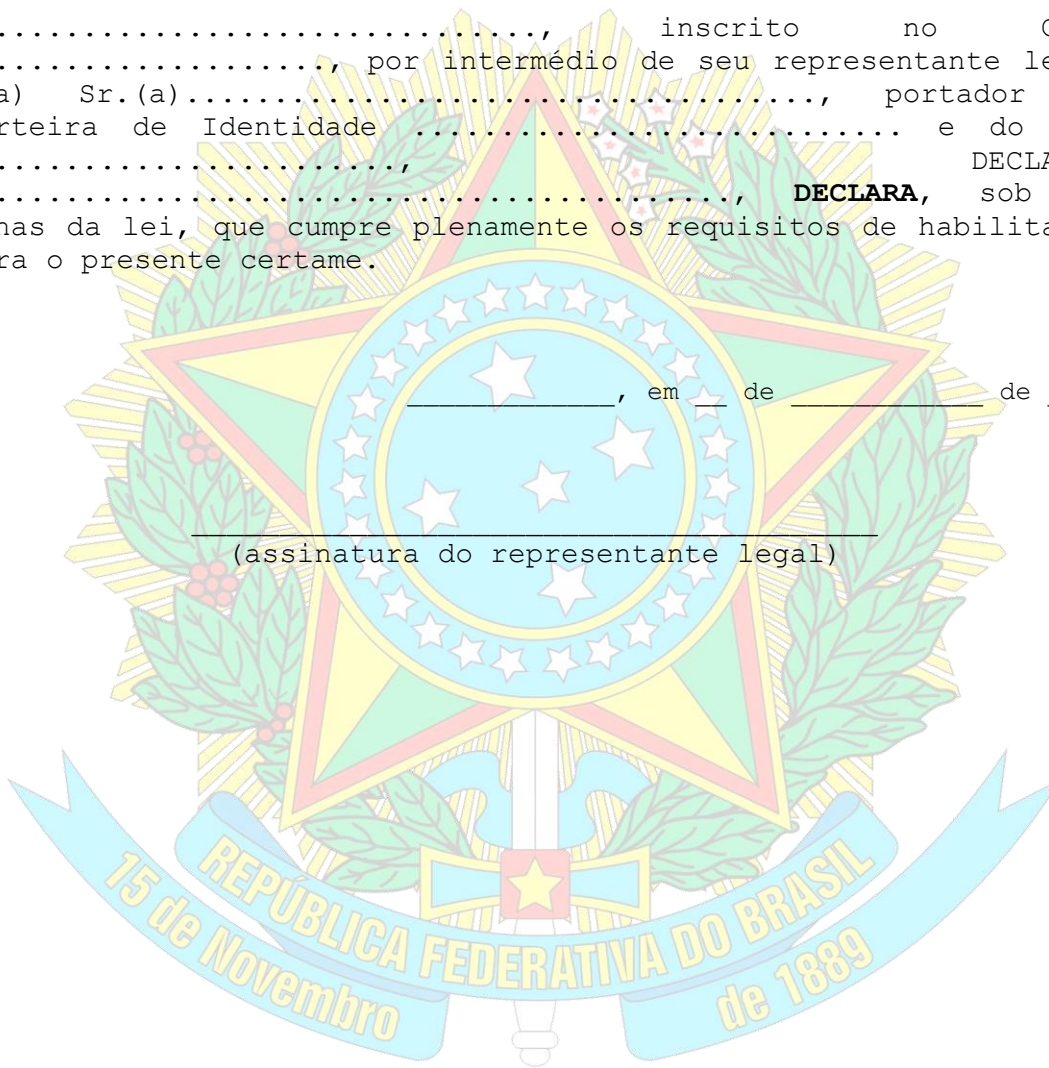 ................................, inscrito no C
...................., por intermédio de seu representante le
a) Sr.(a)....................................., portador
rteira de Identidade ............................. e do
........................, DECLA
............................................, DECLARA, sob
nas da lei, que cumpre plenamente os requisitos de habilita
ra o presente certame.
_____________, em __ de ____________ de _
___________________________________________
(assinatura do representante legal)
REPÚBLICA FEDERATIVA DO BRASIL
15 de Novembro de 1889